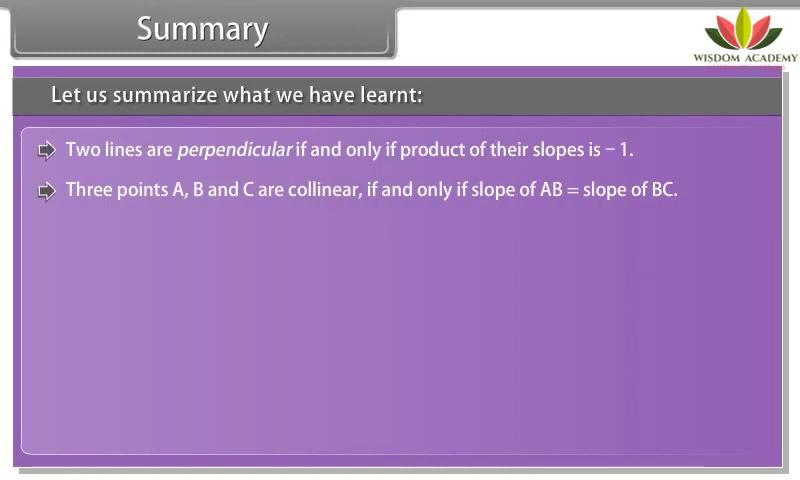 Summary
WISDOM ACADEMY
Let us summarize what we have learnt:
Two lines are perpendicular if and only if product of their slopes is − 1.
Three points A, B and C are collinear, if and only if slope of AB = slope of BC.